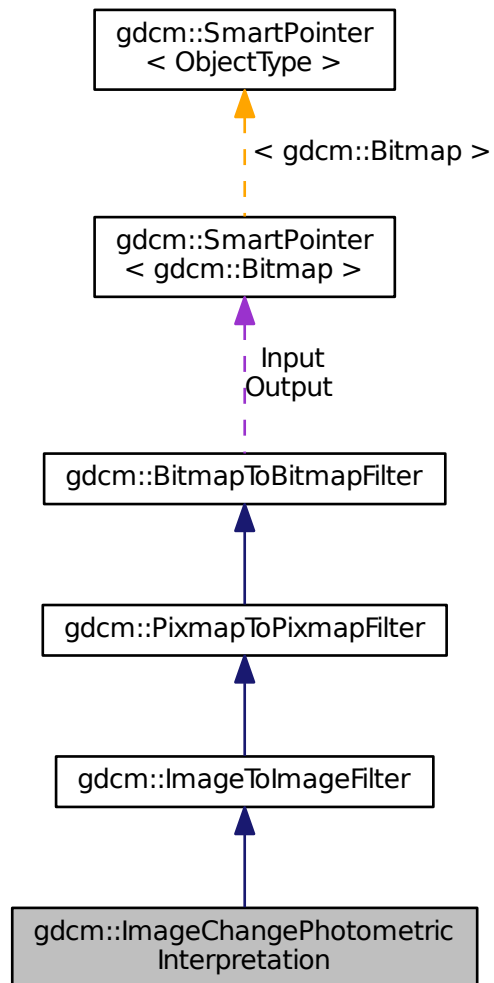 gdcm::SmartPointer
< ObjectType >
< gdcm::Bitmap >
gdcm::SmartPointer
< gdcm::Bitmap >
Input
Output
gdcm::BitmapToBitmapFilter
gdcm::PixmapToPixmapFilter
gdcm::ImageToImageFilter
gdcm::ImageChangePhotometric
Interpretation